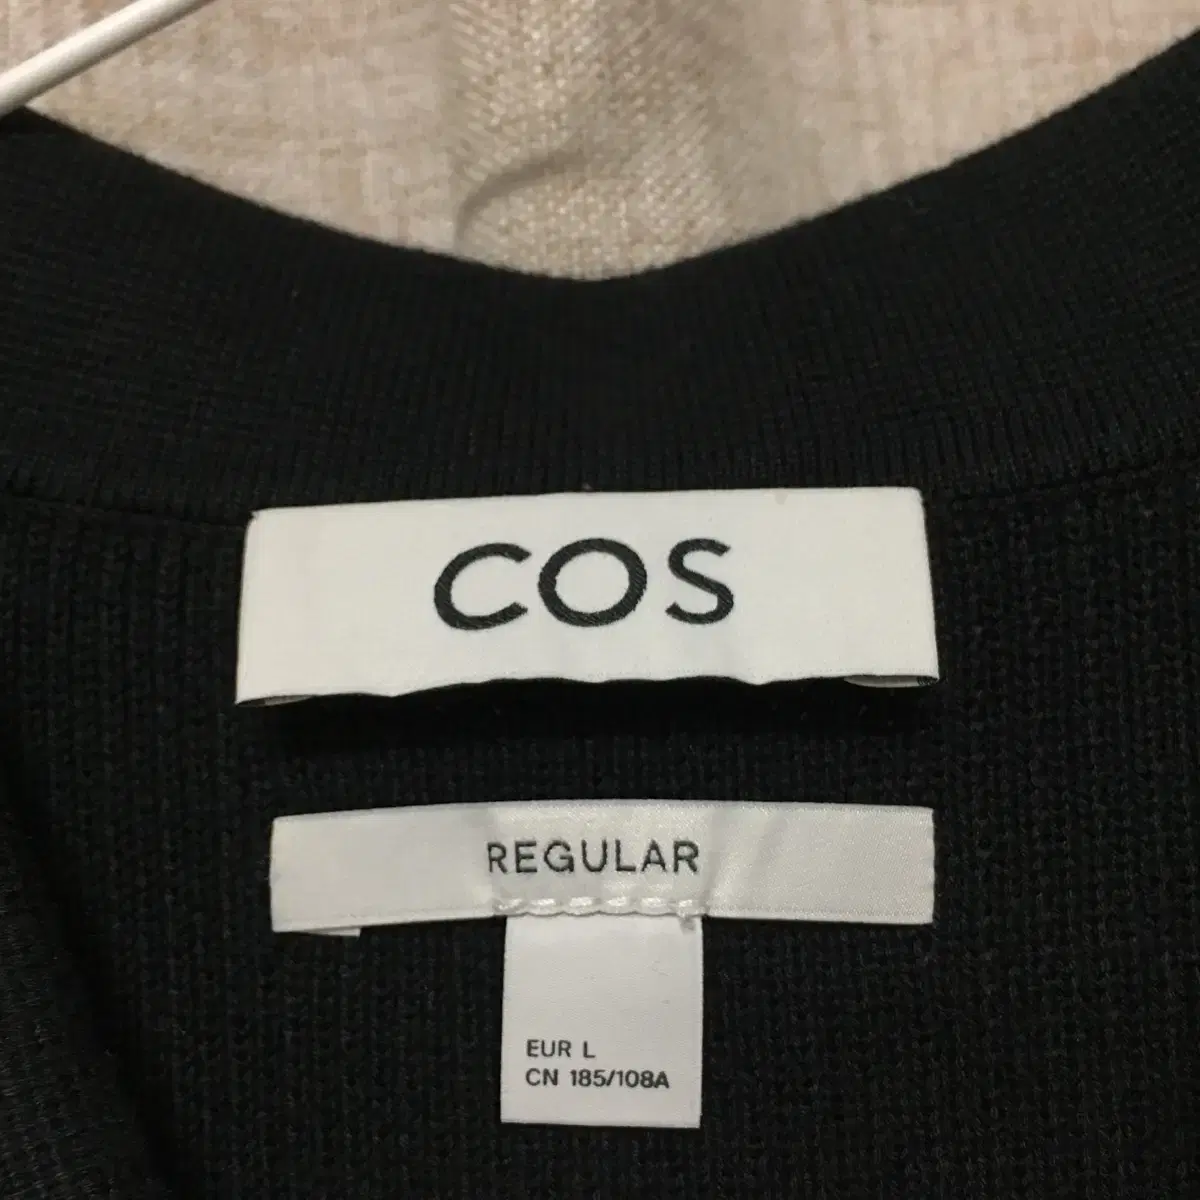 COS
REGULAR
EUR L
CN 185/108A